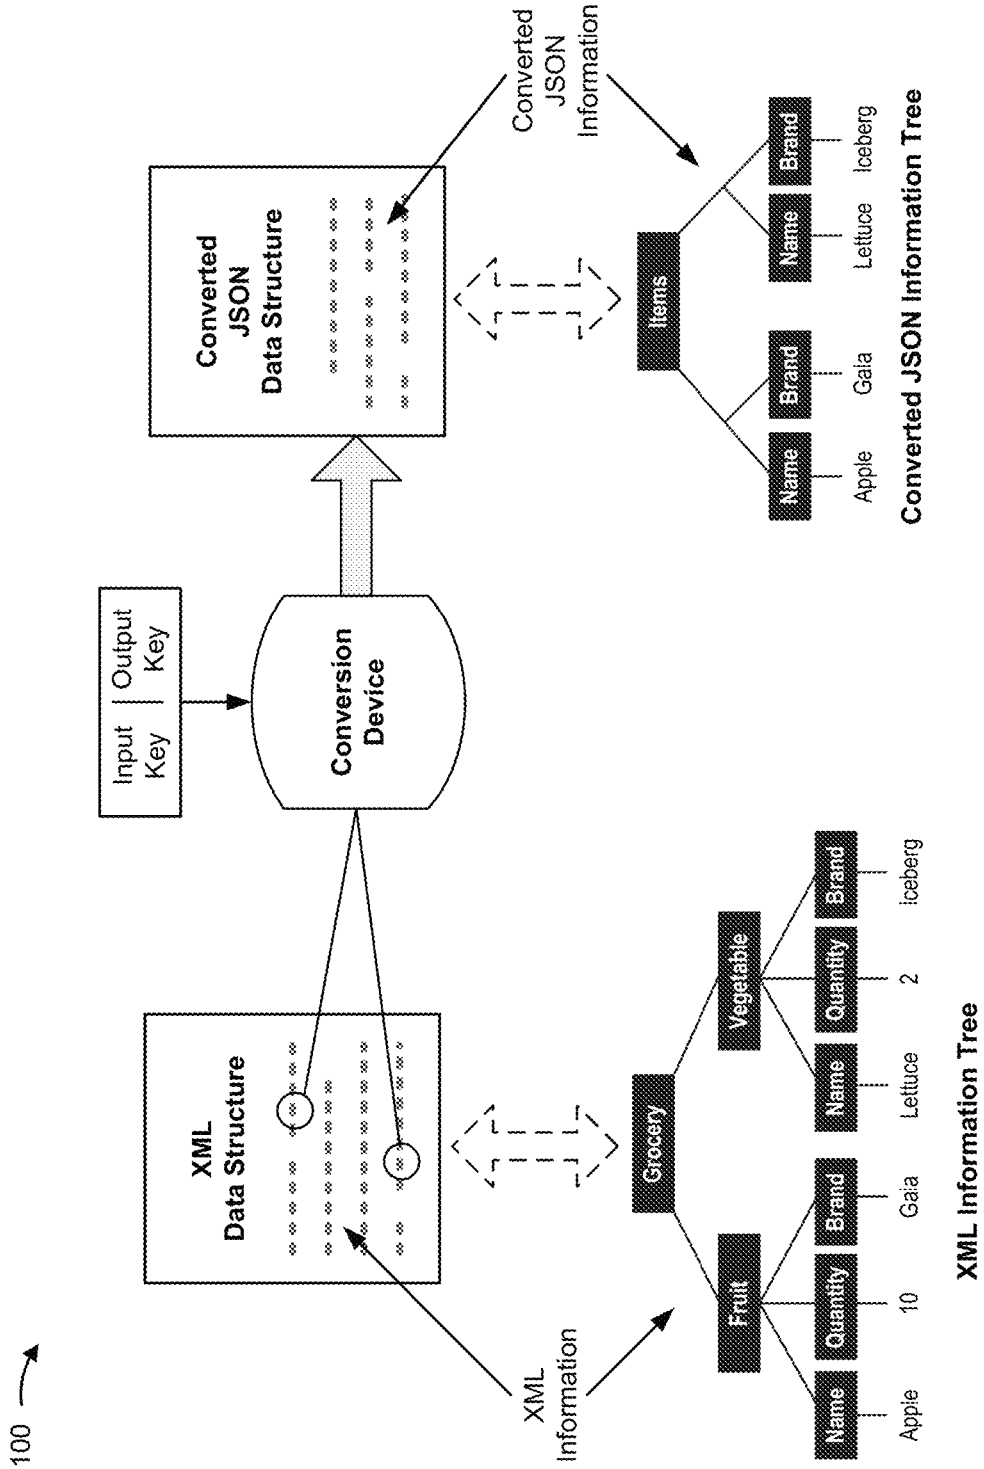 100
XML
Data Structure
XML
Information
Input
Key
Output
Key
Conversion
Device
Converted
JSON
Data Structure
Converted
JSON
Information
Grocery
Fruit
Vegetable
Name
Quantity
Brand
Name
Quantity
Brand
Apple
10
Gala
Lettuce
2
Iceberg
XML Information Tree
Items
Name
Brand
Name
Brand
Apple
Gala
Lettuce
Iceberg
Converted JSON Information Tree